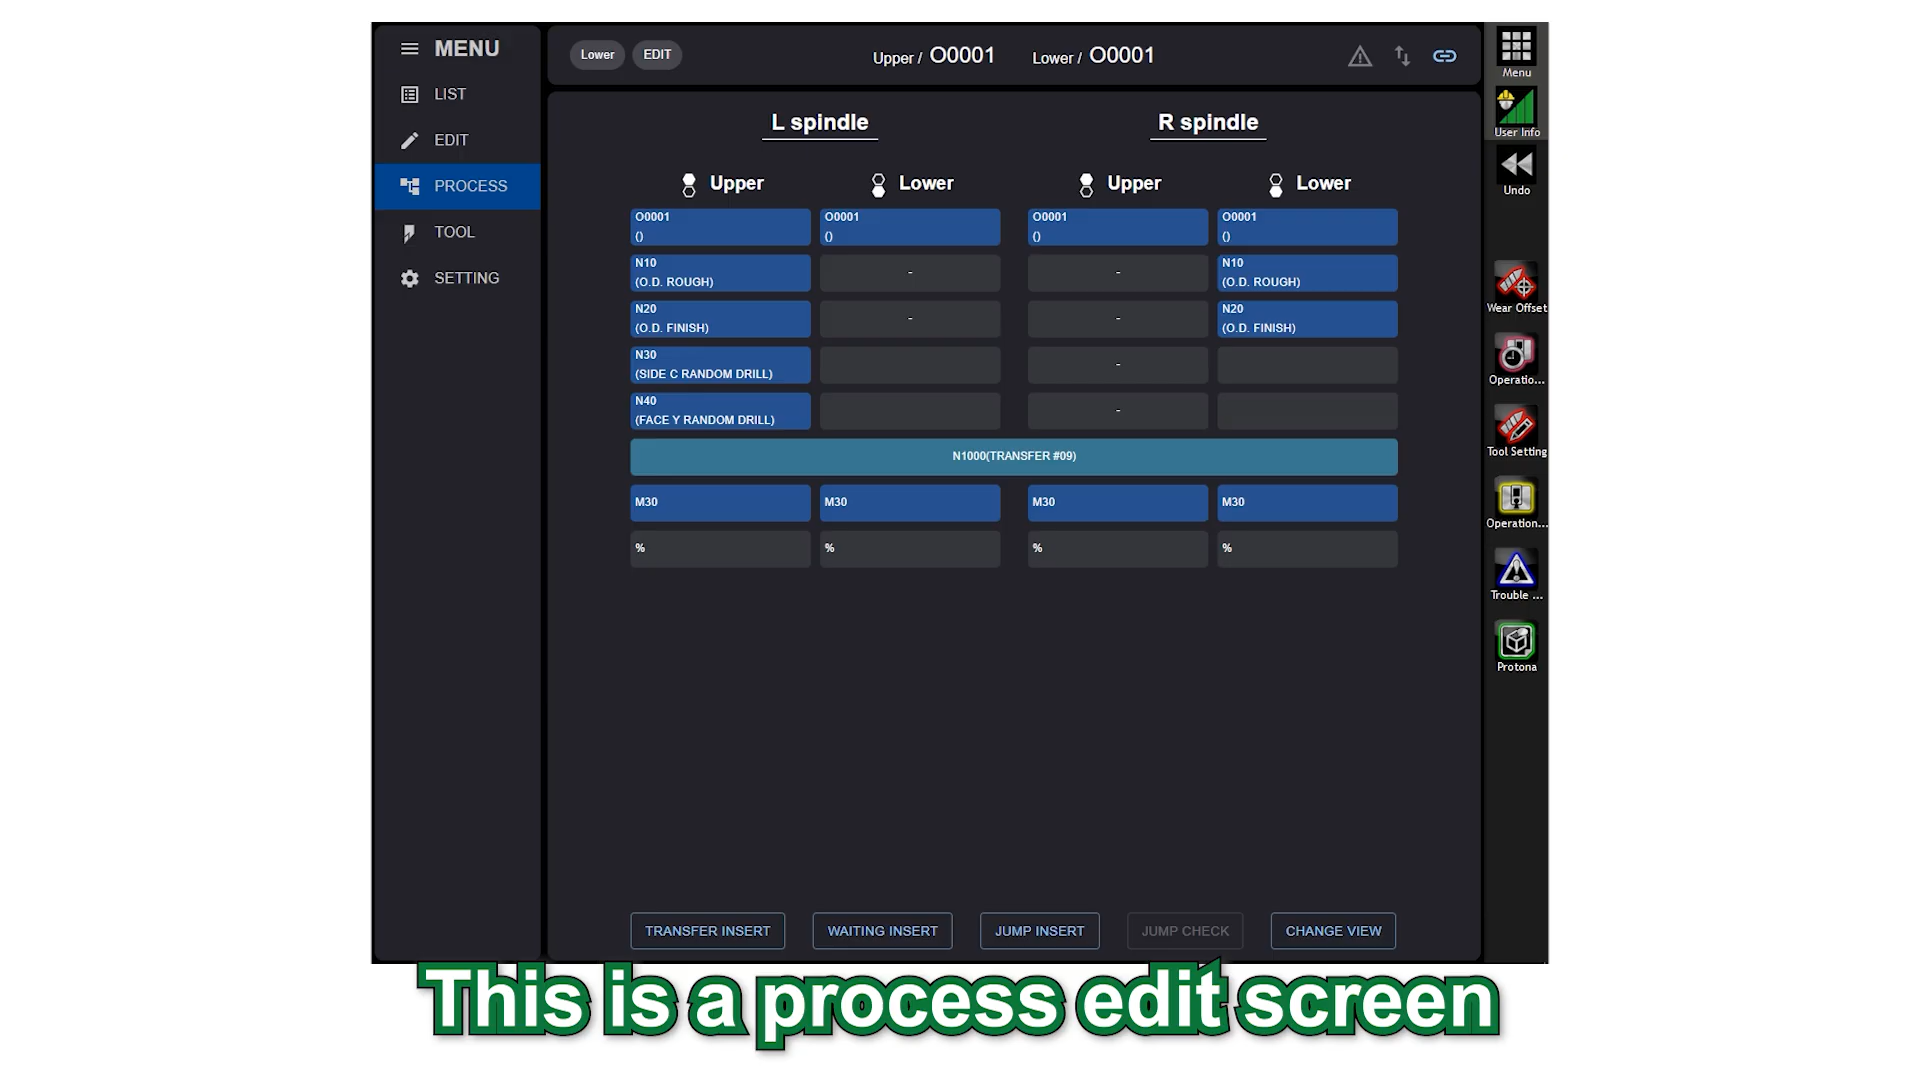 MENU
LIST
EDIT
PROCESS
TOOL
SETTING
Lower EDIT Upper / O0001 Lower / O0001
L spindle R spindle
Upper Lower Upper Lower
O0001 O0001 O0001 O0001
() () () ()
N10 - - N10
(O.D. ROUGH) (O.D. ROUGH)
N20 - - N20
(O.D. FINISH) (O.D. FINISH)
N30 -
(SIDE C RANDOM DRILL)
N40 -
(FACE Y RANDOM DRILL)
N1000(TRANSFER #09)
M30 M30 M30 M30
% % % %
TRANSFER INSERT WAITING INSERT JUMP INSERT JUMP CHECK CHANGE VIEW
Menu
User Info
Undo
Wear Offset
Operatio...
Tool Setting
Operation...
Trouble ...
Protona
This is a process edit screen